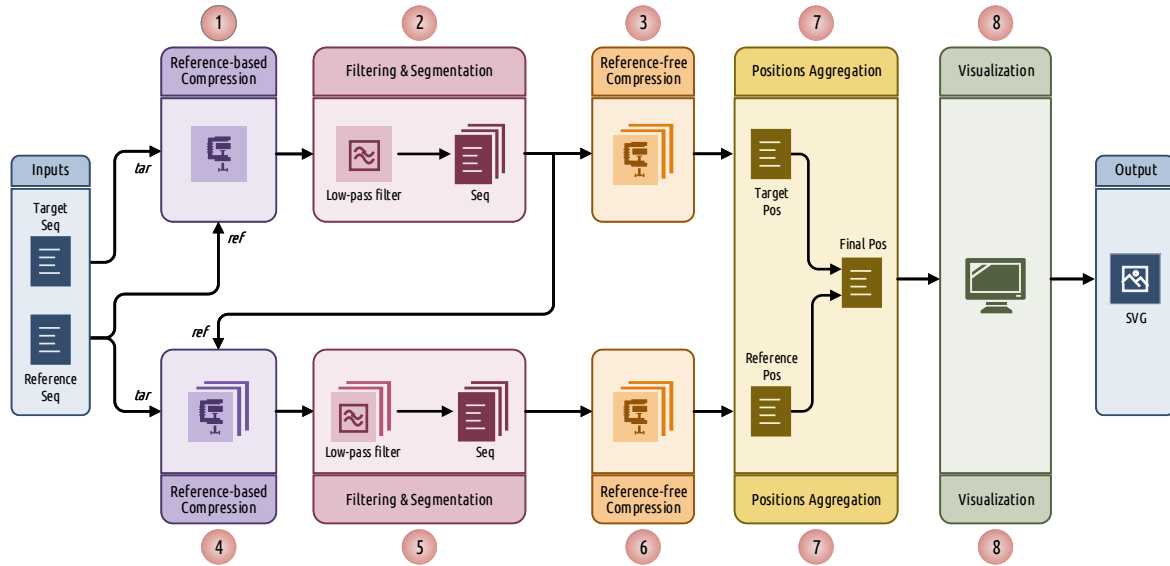 1
2
3
7
8
Reference-based
Compression
Filtering & Segmentation
Reference-free
Compression
Positions Aggregation
Visualization
Inputs
Target
Seq
Reference
Seq
tar
ref
Low-pass filter
Seq
Target
Pos
Final Pos
Reference
Pos
Output
SVG
ref
tar
Low-pass filter
Seq
Reference-based
Compression
Filtering & Segmentation
Reference-free
Compression
Positions Aggregation
Visualization
4
5
6
7
8